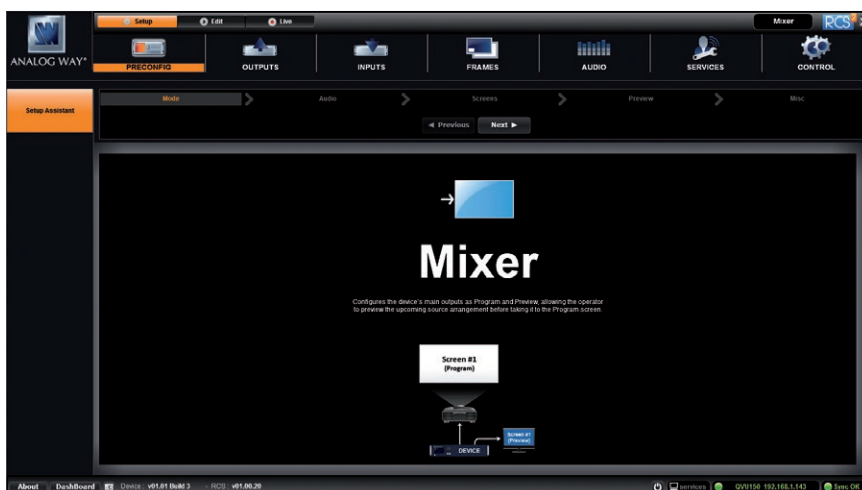 Setup
Edit
Live
Mixer
RCS²
ANALOG WAY®
PRECONFIG
OUTPUTS
INPUTS
FRAMES
AUDIO
SERVICES
CONTROL
Setup Assistant
Mode
Audio
Screens
Preview
Misc
Previous
Next
Mixer
Configures the device's main outputs as Program and Preview, allowing the operator
to preview the upcoming source arrangement before taking it to the Program screen.
Screen #1
(Program)
Screen #1
(Preview)
DEVICE
About DashBoard Device : v01.01 Build 3 - RCS : v01.00.20 services QVU150 192.168.1.143 Sync OK